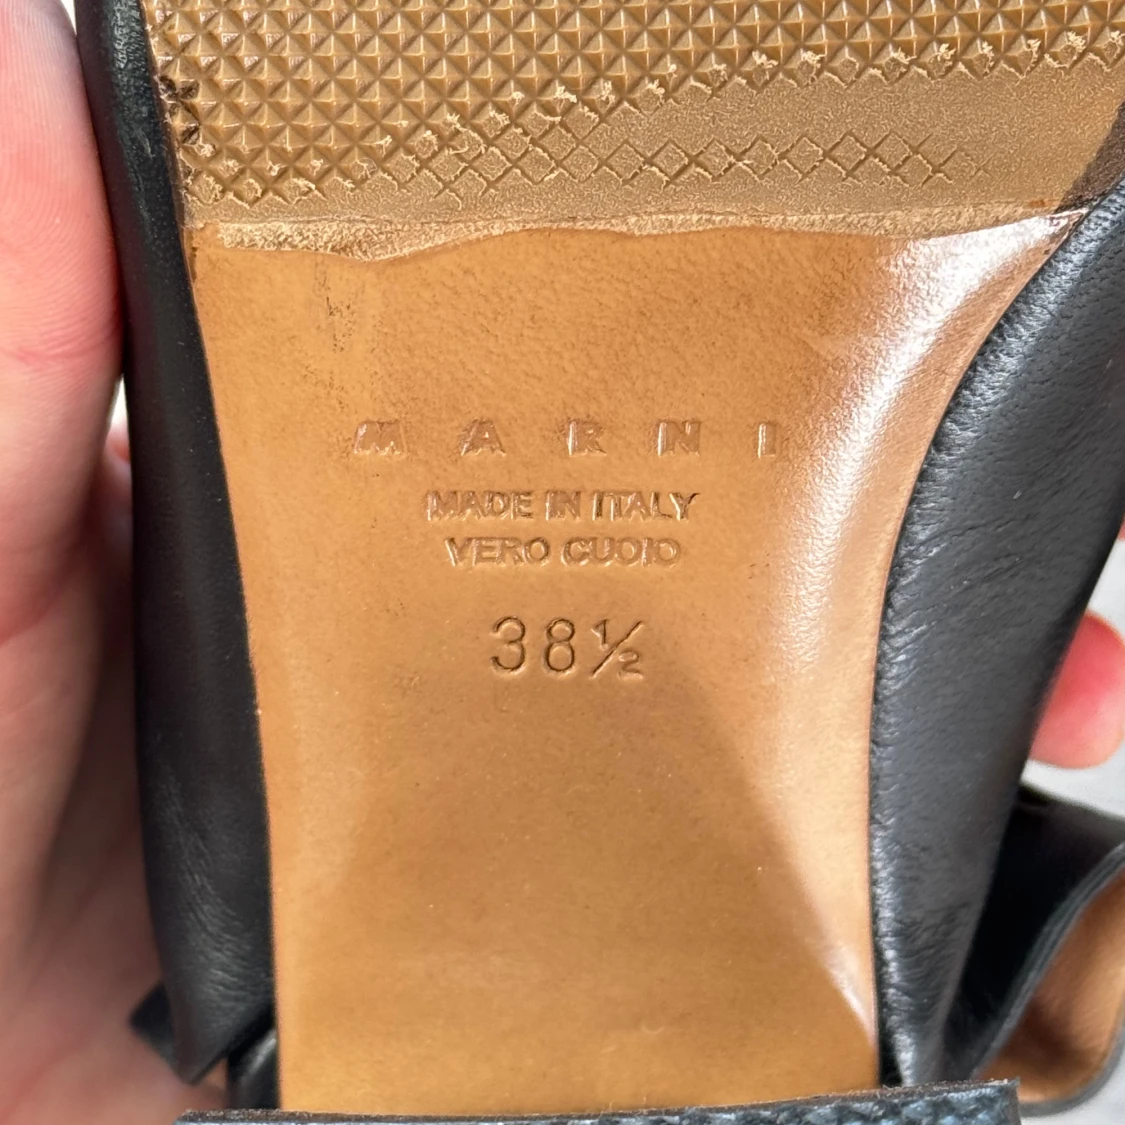 MARNI
MADE IN ITALY
VERO CUOIO
38½